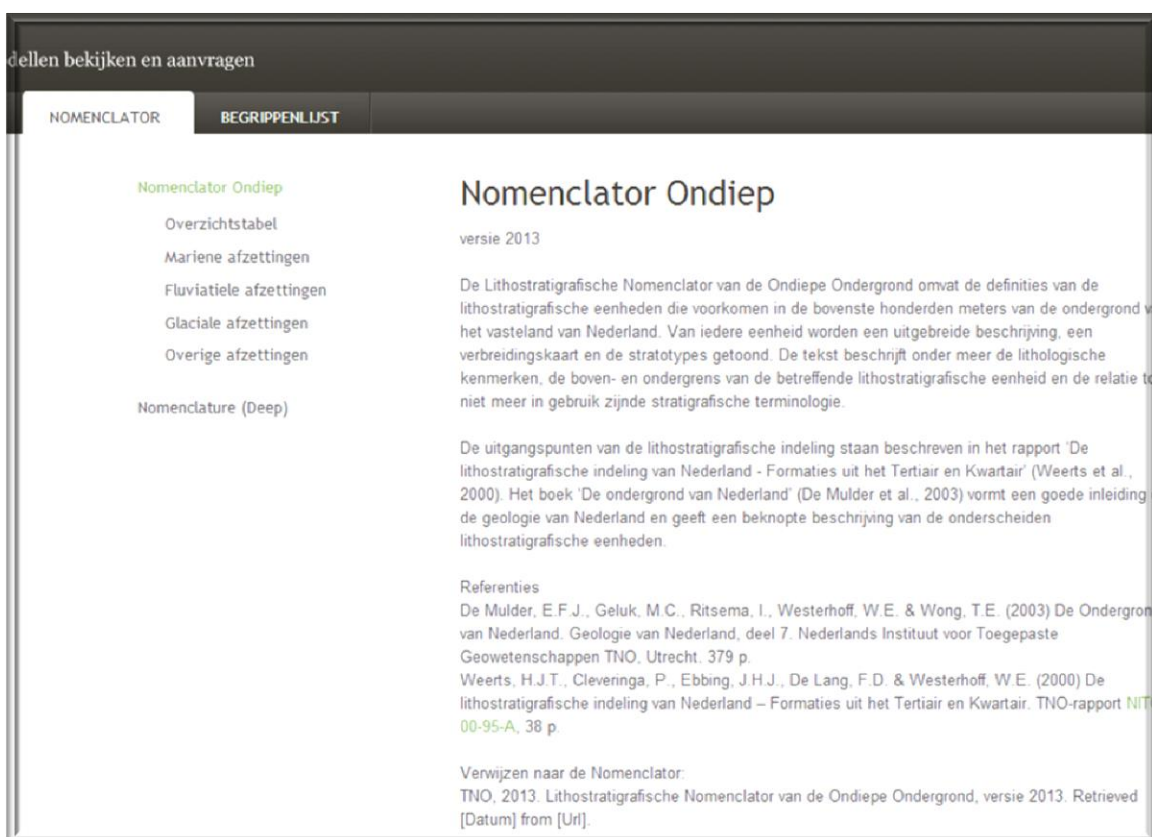 dellen bekijken en aanvragen
NOMENCLATOR
BEGRIPPENLIJST
Nomenclator Ondiep
Overzichtstabel
Mariene afzettingen
Fluviatiele afzettingen
Glaciale afzettingen
Overige afzettingen
Nomenclature (Deep)
Nomenclator Ondiep
versie 2013
De Lithostratigrafische Nomenclator van de Ondiepe Ondergrond omvat de definities van de
lithostratigrafische eenheden die voorkomen in de bovenste honderden meters van de ondergrond v
het vasteland van Nederland. Van iedere eenheid worden een uitgebreide beschrijving, een
verbreidingskaart en de stratotypes getoond. De tekst beschrijft onder meer de lithologische
kenmerken, de boven- en ondergrens van de betreffende lithostratigrafische eenheid en de relatie to
niet meer in gebruik zijnde stratigrafische terminologie.
De uitgangspunten van de lithostratigrafische indeling staan beschreven in het rapport 'De
lithostratigrafische indeling van Nederland - Formaties uit het Tertiair en Kwartair' (Weerts et al.,
2000). Het boek 'De ondergrond van Nederland' (De Mulder et al., 2003) vormt een goede inleiding
de geologie van Nederland en geeft een beknopte beschrijving van de onderscheiden
lithostratigrafische eenheden.
Referenties
De Mulder, E.F.J., Geluk, M.C., Ritsema, I., Westerhoff, W.E. & Wong, T.E. (2003) De Ondergron
van Nederland. Geologie van Nederland, deel 7. Nederlands Instituut voor Toegepaste
Geowetenschappen TNO, Utrecht. 379 p.
Weerts, H.J.T., Cleveringa, P., Ebbing, J.H.J., De Lang, F.D. & Westerhoff, W.E. (2000) De
lithostratigrafische indeling van Nederland – Formaties uit het Tertiair en Kwartair. TNO-rapport NIT
00-95-A, 38 p.
Verwijzen naar de Nomenclator:
TNO, 2013. Lithostratigrafische Nomenclator van de Ondiepe Ondergrond, versie 2013. Retrieved
[Datum] from [Url].